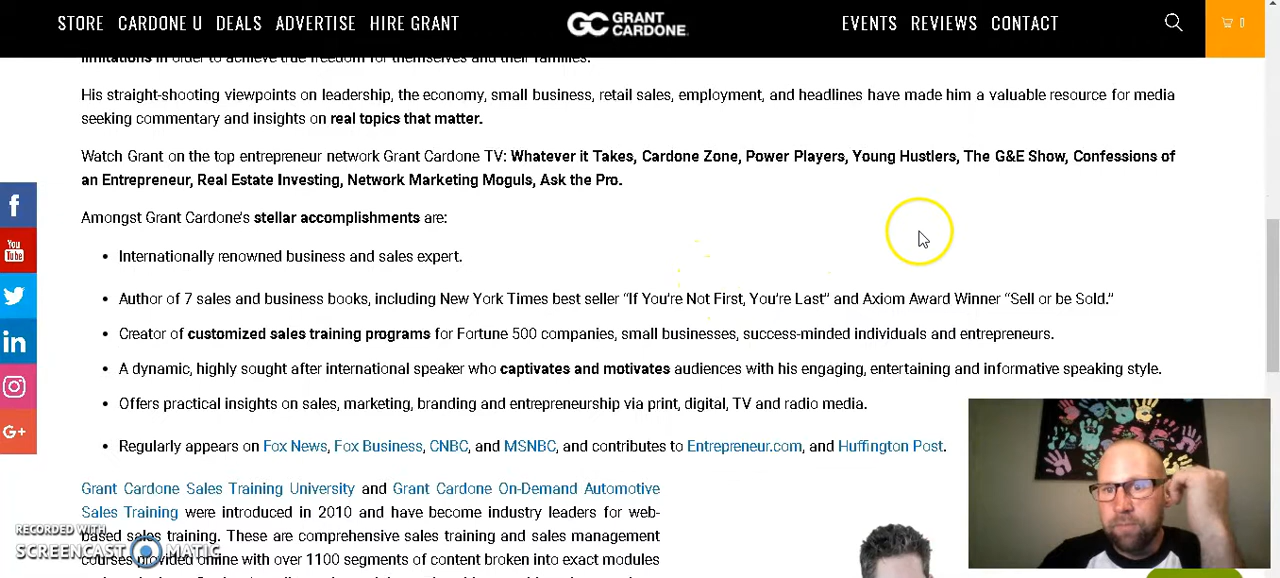 STORE CARDONE U DEALS ADVERTISE HIRE GRANT GC GRANT CARDONE EVENTS REVIEWS CONTACT 0
limitations in order to achieve true freedom for themselves and their families.
His straight-shooting viewpoints on leadership, the economy, small business, retail sales, employment, and headlines have made him a valuable resource for media
seeking commentary and insights on real topics that matter.
Watch Grant on the top entrepreneur network Grant Cardone TV: Whatever it Takes, Cardone Zone, Power Players, Young Hustlers, The G&E Show, Confessions of
an Entrepreneur, Real Estate Investing, Network Marketing Moguls, Ask the Pro.
Amongst Grant Cardone's stellar accomplishments are:
• Internationally renowned business and sales expert.
• Author of 7 sales and business books, including New York Times best seller “If You're Not First, You're Last” and Axiom Award Winner “Sell or be Sold.”
• Creator of customized sales training programs for Fortune 500 companies, small businesses, success-minded individuals and entrepreneurs.
• A dynamic, highly sought after international speaker who captivates and motivates audiences with his engaging, entertaining and informative speaking style.
• Offers practical insights on sales, marketing, branding and entrepreneurship via print, digital, TV and radio media.
• Regularly appears on Fox News, Fox Business, CNBC, and MSNBC, and contributes to Entrepreneur.com, and Huffington Post.
Grant Cardone Sales Training University and Grant Cardone On-Demand Automotive
Sales Training were introduced in 2010 and have become industry leaders for web-
based sales training. These are comprehensive sales training and sales management
courses provided online with over 1100 segments of content broken into exact modules
f
You Tube
in
G+
RECORDED WITH
SCREENCAST MATIC